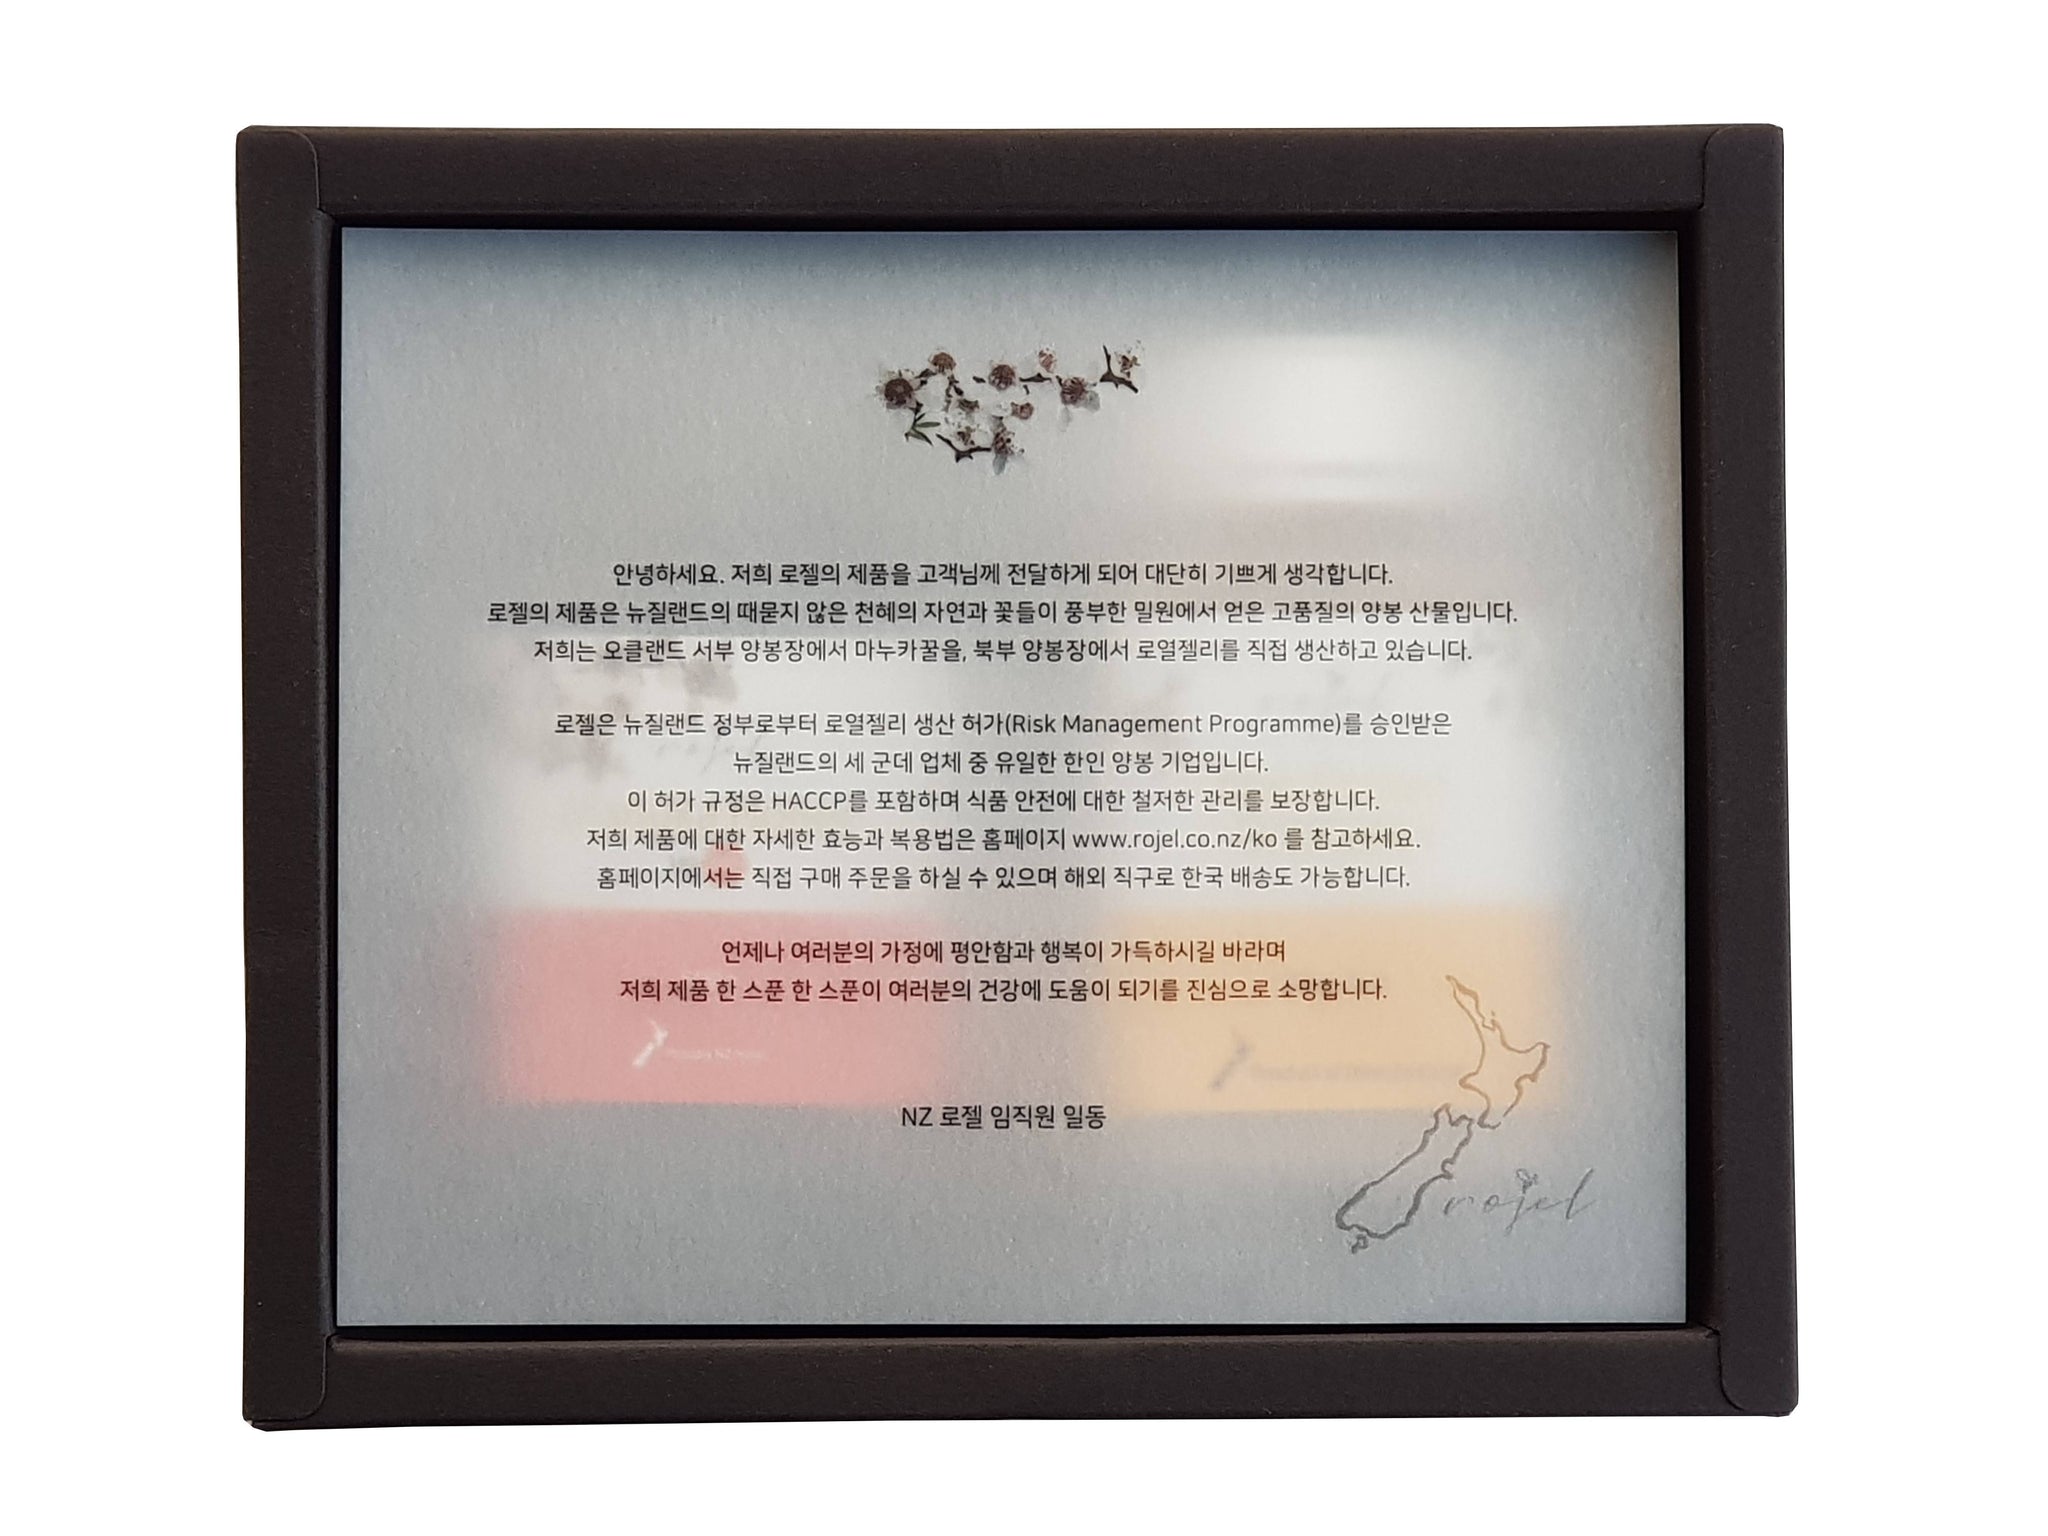 안녕하세요. 저희 로젤의 제품을 고객님께 전달하게 되어 대단히 기쁘게 생각합니다.
로젤의 제품은 뉴질랜드의 때묻지 않은 천혜의 자연과 꽃들이 풍부한 밀원에서 얻은 고품질의 양봉 산물입니다.
저희는 오클랜드 서부 양봉장에서 마누카꿀을, 북부 양봉장에서 로열젤리를 직접 생산하고 있습니다.
로젤은 뉴질랜드 정부로부터 로열젤리 생산 허가(Risk Management Programme)를 승인받은
뉴질랜드의 세 군데 업체 중 유일한 한인 양봉 기업입니다.
이 허가 규정은 HACCP를 포함하며 식품 안전에 대한 철저한 관리를 보장합니다.
저희 제품에 대한 자세한 효능과 복용법은 홈페이지 www.rojel.co.nz/ko 를 참고하세요.
홈페이지에서는 직접 구매 주문을 하실 수 있으며 해외 직구로 한국 배송도 가능합니다.
언제나 여러분의 가정에 평안함과 행복이 가득하시길 바라며
저희 제품 한 스푼 한 스푼이 여러분의 건강에 도움이 되기를 진심으로 소망합니다.
NZ 로젤 임직원 일동
rojel